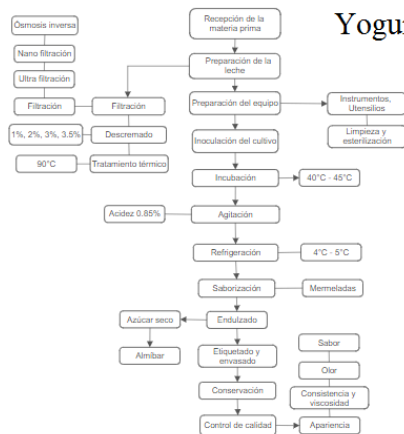 Yogu
Ósmosis inversa
Recepción de la
materia prima
Nano filtración
Preparación de la
leche
Ultra filtración
Filtración
Filtración
Preparación del equipo
Instrumentos,
Utensilios
1%, 2%, 3%, 3.5%
Descremado
Inoculación del cultivo
Limpieza y
esterilización
90°C
Tratamiento térmico
Incubación
40°C - 45°C
Acidez 0.85%
Agitación
Refrigeración
4°C - 5°C
Saborización
Mermeladas
Azúcar seco
Endulzado
Sabor
Almíbar
Etiquetado y
envasado
Olor
Conservación
Consistencia y
viscosidad
Control de calidad
Apariencia